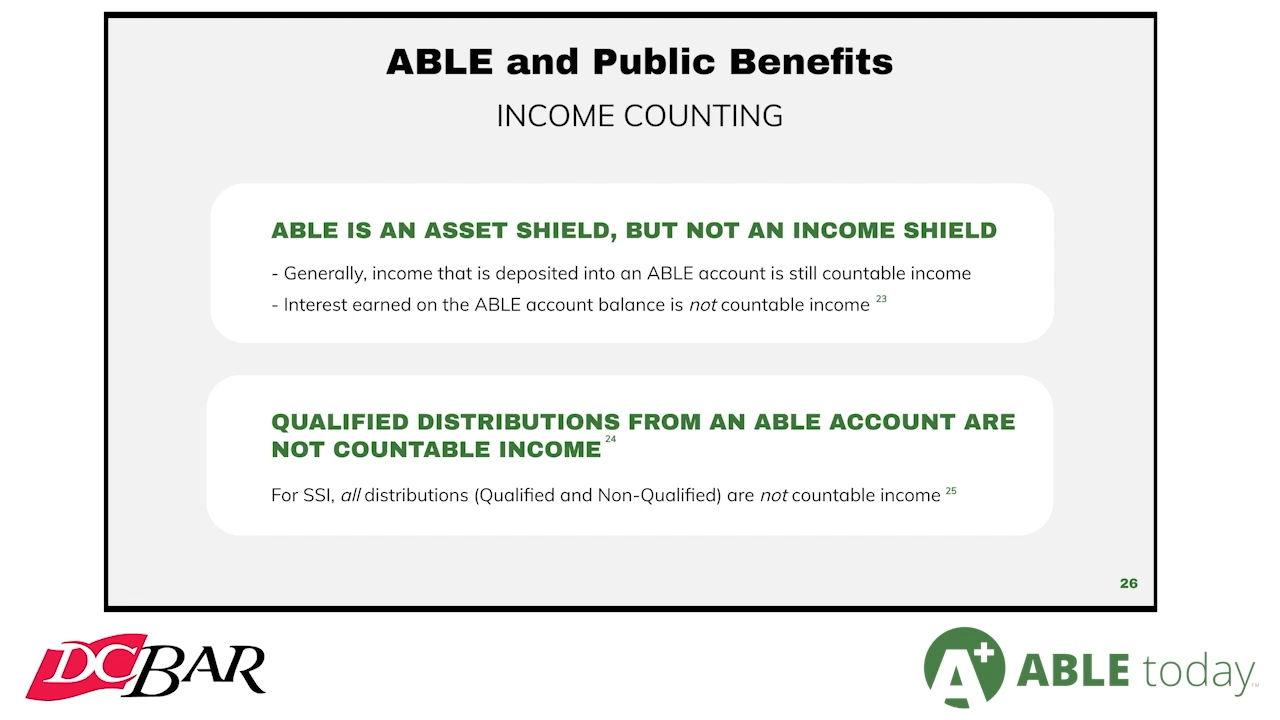 ABLE and Public Benefits
INCOME COUNTING
ABLE IS AN ASSET SHIELD, BUT NOT AN INCOME SHIELD
- Generally, income that is deposited into an ABLE account is still countable income
- Interest earned on the ABLE account balance is not countable income 23
QUALIFIED DISTRIBUTIONS FROM AN ABLE ACCOUNT ARE
NOT COUNTABLE INCOME 24
For SSI, all distributions (Qualified and Non-Qualified) are not countable income 25
26
DC BAR
A+ ABLE today™